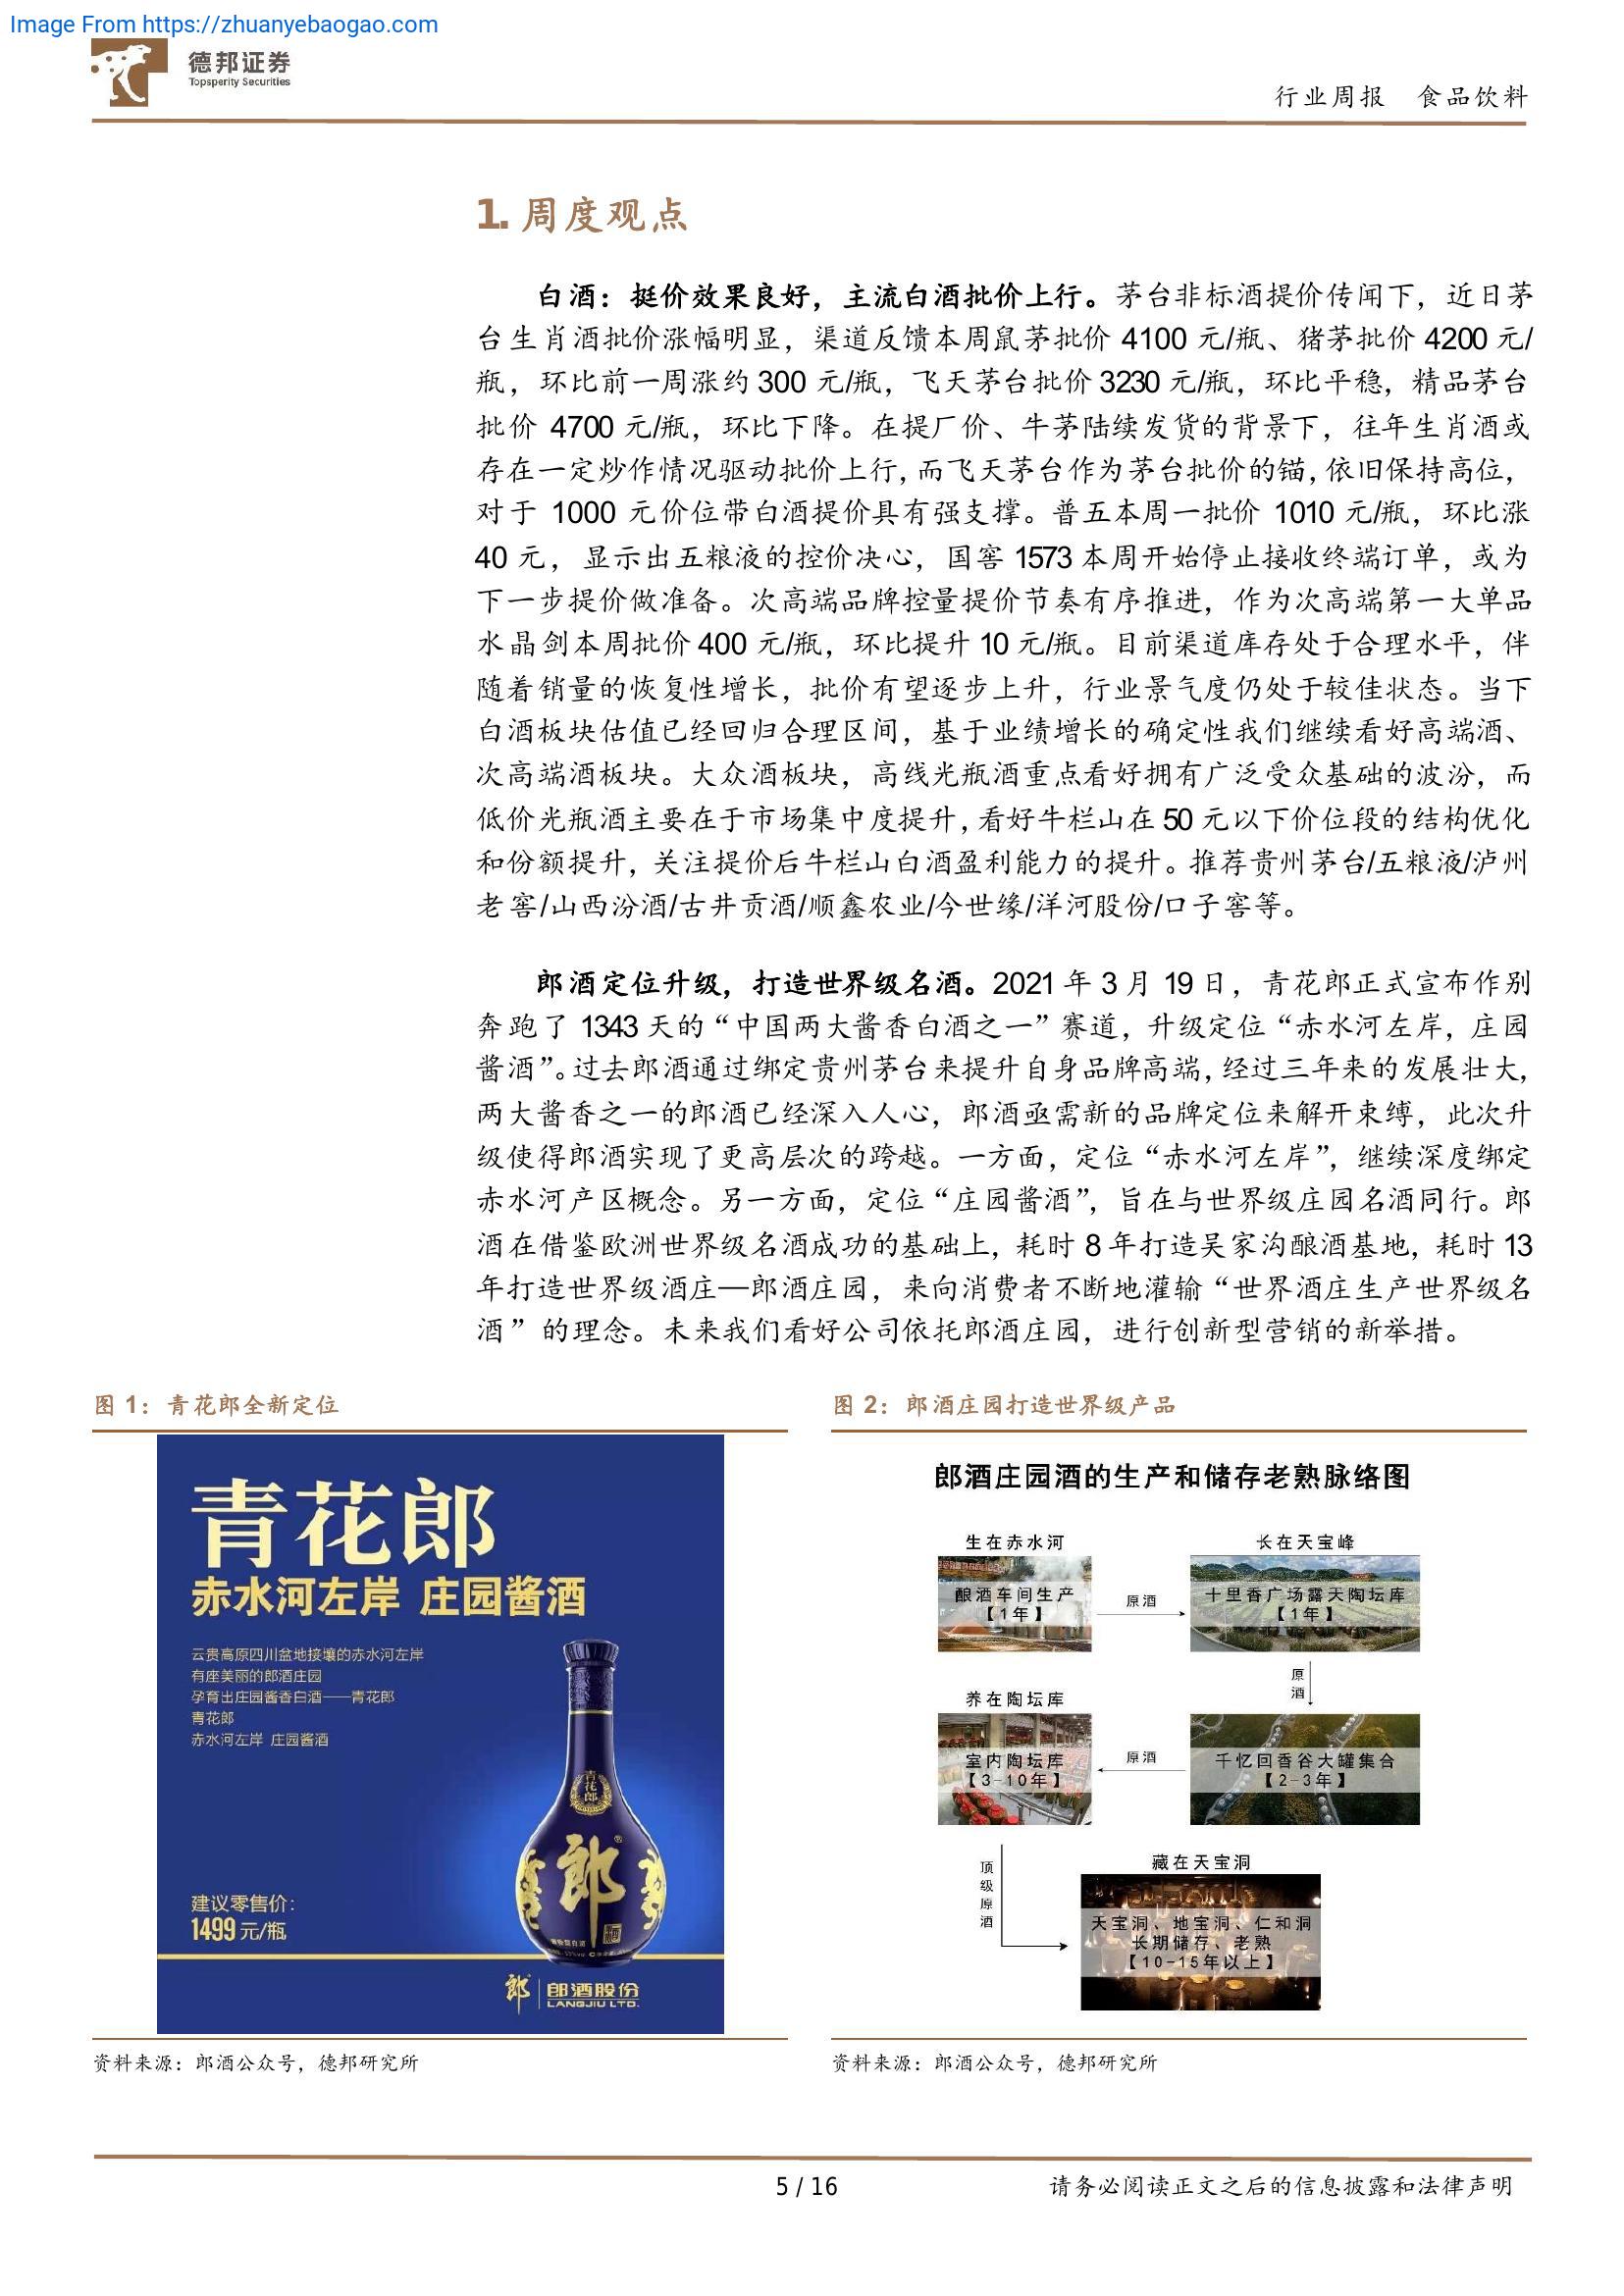 Image From https://zhuanyebaogao.com
德邦证券
Topsperity Securities
行业周报 食品饮料
1. 周度观点
白酒：挺价效果良好，主流白酒批价上行。茅台非标酒提价传闻下，近日茅
台生肖酒批价涨幅明显，渠道反馈本周鼠茅批价 4100 元/瓶、猪茅批价 4200 元/
瓶，环比前一周涨约 300 元/瓶，飞天茅台批价 3230 元/瓶，环比平稳，精品茅台
批价 4700 元/瓶，环比下降。在提厂价、牛茅陆续发货的背景下，往年生肖酒或
存在一定炒作情况驱动批价上行，而飞天茅台作为茅台批价的锚，依旧保持高位，
对于 1000 元价位带白酒提价具有强支撑。普五本周一批价 1010 元/瓶，环比涨
40 元，显示出五粮液的控价决心，国窖 1573 本周开始停止接收终端订单，或为
下一步提价做准备。次高端品牌控量提价节奏有序推进，作为次高端第一大单品
水晶剑本周批价 400 元/瓶，环比提升 10 元/瓶。目前渠道库存处于合理水平，伴
随着销量的恢复性增长，批价有望逐步上升，行业景气度仍处于较佳状态。当下
白酒板块估值已经回归合理区间，基于业绩增长的确定性我们继续看好高端酒、
次高端酒板块。大众酒板块，高线光瓶酒重点看好拥有广泛受众基础的波汾，而
低价光瓶酒主要在于市场集中度提升，看好牛栏山在 50 元以下价位段的结构优化
和份额提升，关注提价后牛栏山白酒盈利能力的提升。推荐贵州茅台/五粮液/泸州
老窖/山西汾酒/古井贡酒/顺鑫农业/今世缘/洋河股份/口子窖等。
郎酒定位升级，打造世界级名酒。2021 年 3 月 19 日，青花郎正式宣布作别
奔跑了 1343 天的“中国两大酱香白酒之一”赛道，升级定位“赤水河左岸，庄园
酱酒”。过去郎酒通过绑定贵州茅台来提升自身品牌高端，经过三年来的发展壮大，
两大酱香之一的郎酒已经深入人心，郎酒亟需新的品牌定位来解开束缚，此次升
级使得郎酒实现了更高层次的跨越。一方面，定位“赤水河左岸”，继续深度绑定
赤水河产区概念。另一方面，定位“庄园酱酒”，旨在与世界级庄园名酒同行。郎
酒在借鉴欧洲世界级名酒成功的基础上，耗时 8 年打造吴家沟酿酒基地，耗时 13
年打造世界级酒庄—郎酒庄园，来向消费者不断地灌输“世界酒庄生产世界级名
酒”的理念。未来我们看好公司依托郎酒庄园，进行创新型营销的新举措。
图 1：青花郎全新定位
青花郎
赤水河左岸 庄园酱酒
云贵高原四川盆地接壤的赤水河左岸
有座美丽的郎酒庄园
孕育出庄园酱香白酒——青花郎
青花郎
赤水河左岸 庄园酱酒
青花郎
郎
建议零售价：
1499元/瓶
郎 郎酒股份
LANGJIU LTD.
资料来源：郎酒公众号，德邦研究所
图 2：郎酒庄园打造世界级产品
郎酒庄园酒的生产和储存老熟脉络图
生在赤水河
酿酒车间生产
【1年】
原酒
长在天宝峰
十里香广场露天陶坛库
【1年】
原酒
养在陶坛库
室内陶坛库
【3-10年】
原酒
千忆回香谷大罐集合
【2-3年】
顶级原酒
藏在天宝洞
天宝洞、地宝洞、仁和洞
长期储存、老熟
【10-15年以上】
资料来源：郎酒公众号，德邦研究所
5 / 16
请务必阅读正文之后的信息披露和法律声明